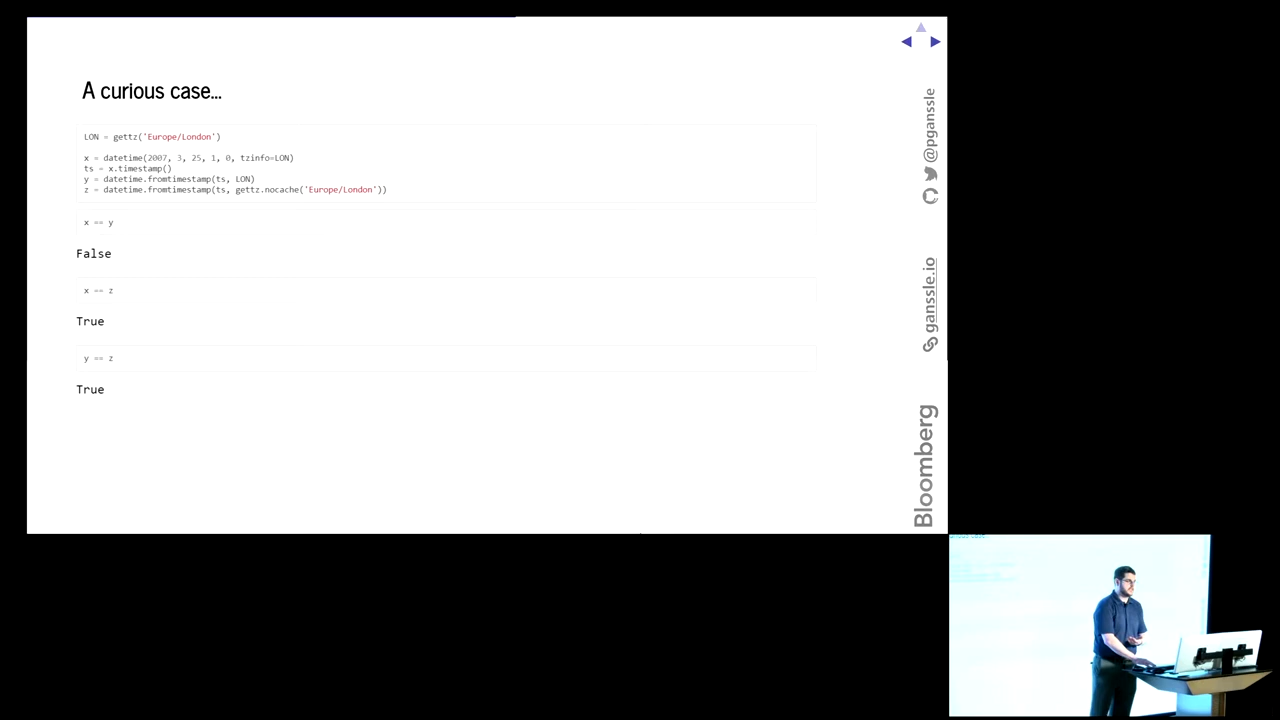 A curious case...
LON = gettz('Europe/London')
x = datetime(2007, 3, 25, 1, 0, tzinfo=LON)
ts = x.timestamp()
y = datetime.fromtimestamp(ts, LON)
z = datetime.fromtimestamp(ts, gettz.nocache('Europe/London'))
x == y
False
x == z
True
y == z
True
@pganssle
ganssle.io
Bloomberg